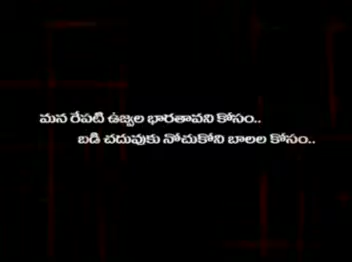 మన రేపటి ఉజ్వల భారతావని కోసం..
బడి చదువుకు నోచుకోని బాలల కోసం..